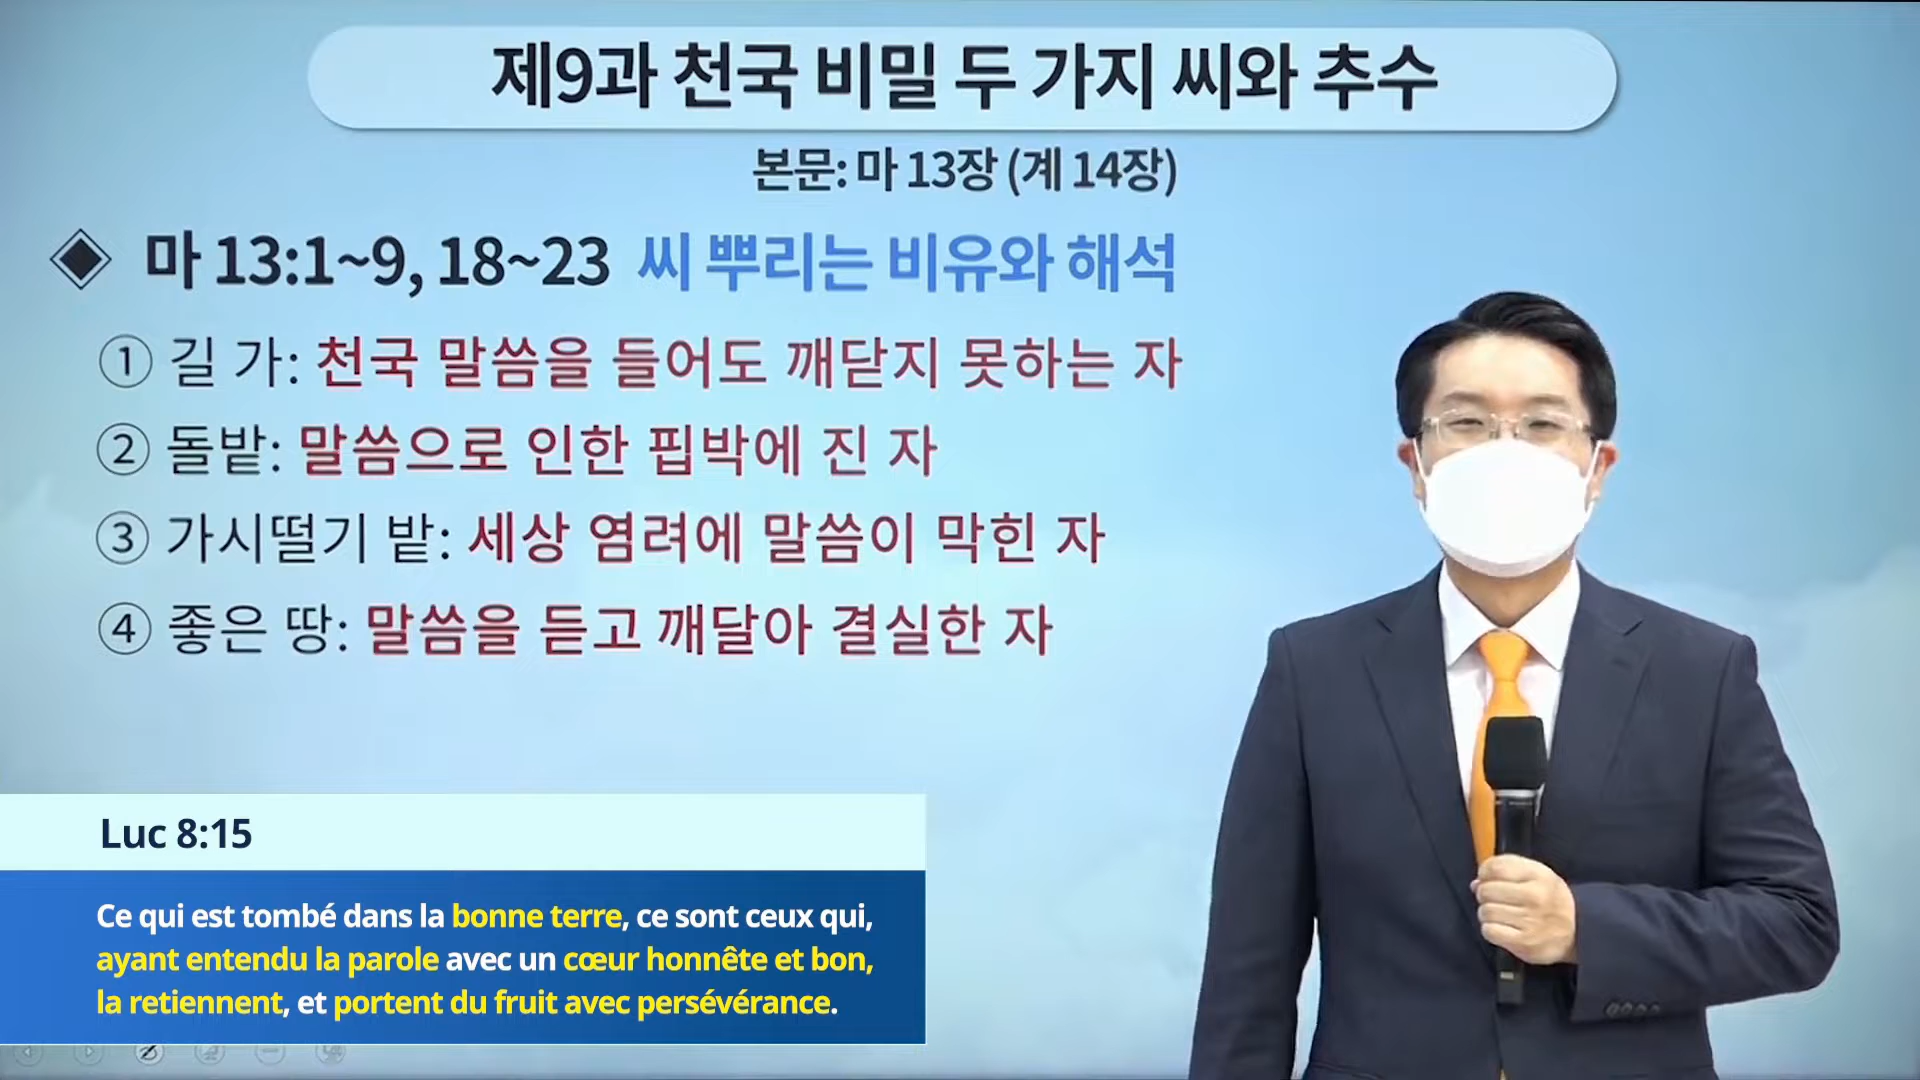 제9과 천국 비밀 두 가지 씨와 추수
본문: 마 13장 (계 14장)
◈ 마 13:1~9, 18~23 씨 뿌리는 비유와 해석
① 길 가: 천국 말씀을 들어도 깨닫지 못하는 자
② 돌밭: 말씀으로 인한 핍박에 진 자
③ 가시떨기 밭: 세상 염려에 말씀이 막힌 자
④ 좋은 땅: 말씀을 듣고 깨달아 결실한 자
Luc 8:15
Ce qui est tombé dans la bonne terre, ce sont ceux qui,
ayant entendu la parole avec un cœur honnête et bon,
la retiennent, et portent du fruit avec persévérance.